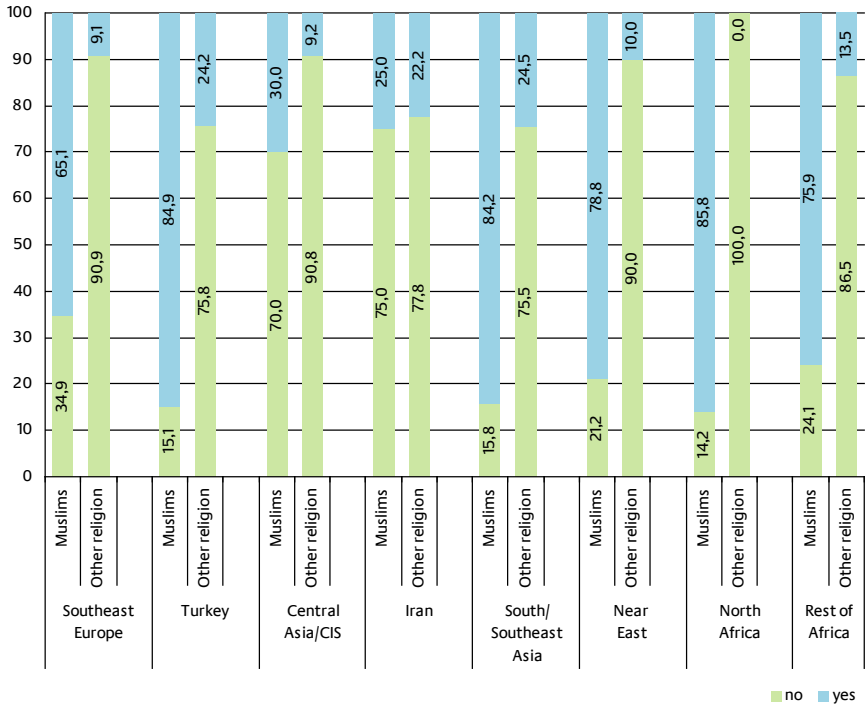 100
90
80
70
60
50
40
30
20
10
0
65,1
34,9
9,1
90,9
84,9
15,1
24,2
75,8
30,0
70,0
9,2
90,8
25,0
75,0
22,2
77,8
84,2
15,8
24,5
75,5
78,8
21,2
10,0
90,0
85,8
14,2
0,0
100,0
75,9
24,1
13,5
86,5
Muslims
Other religion
Muslims
Other religion
Muslims
Other religion
Muslims
Other religion
Muslims
Other religion
Muslims
Other religion
Muslims
Other religion
Muslims
Other religion
Southeast
Europe
Turkey
Central
Asia/CIS
Iran
South/
Southeast
Asia
Near
East
North
Africa
Rest of
Africa
no yes